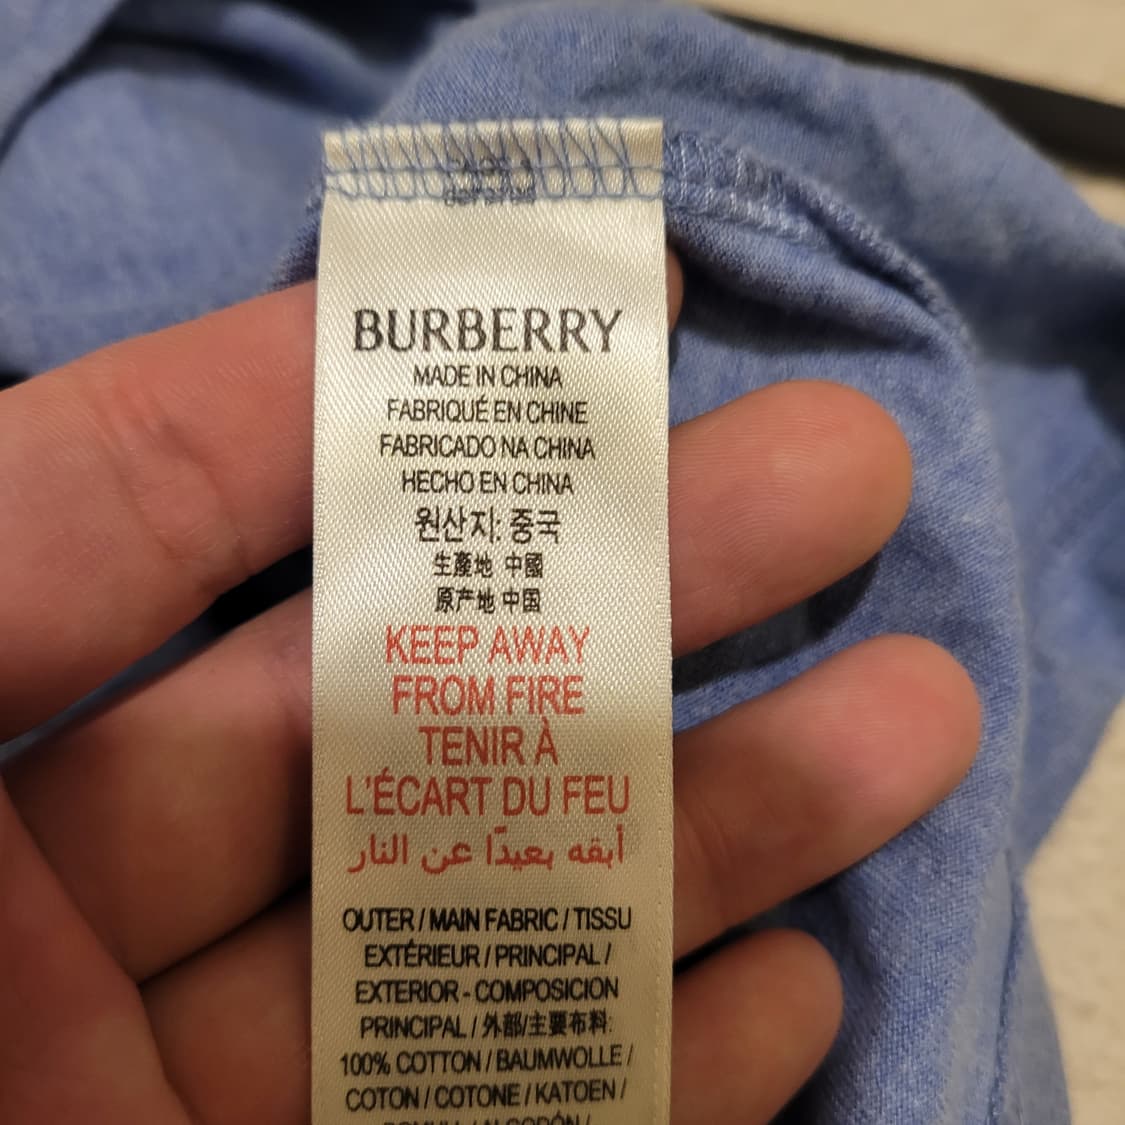 BURBERRY
MADE IN CHINA
FABRIQUÉ EN CHINE
FABRICADO NA CHINA
HECHO EN CHINA
원산지: 중국
生產地 中國
原产地 中国
KEEP AWAY
FROM FIRE
TENIR À
L'ÉCART DU FEU
أبقه بعيدًا عن النار
OUTER / MAIN FABRIC / TISSU
EXTÉRIEUR / PRINCIPAL /
EXTERIOR - COMPOSICION
PRINCIPAL / 外部/主要布料:
100% COTTON / BAUMWOLLE /
COTON / COTONE / KATOEN /
/ ALGODÓN /